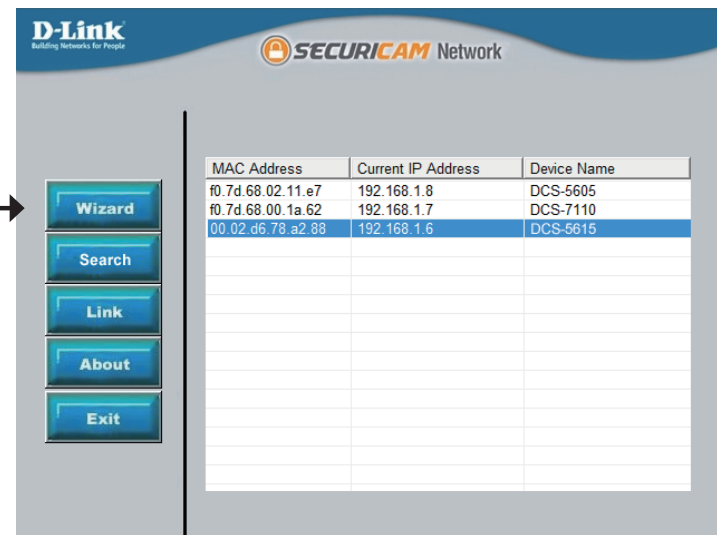 D-Link
Building Networks for People
SECURICAM Network
MAC Address Current IP Address Device Name
f0.7d.68.02.11.e7 192.168.1.8 DCS-5605
f0.7d.68.00.1a.62 192.168.1.7 DCS-7110
00.02.d6.78.a2.88 192.168.1.6 DCS-5615
Wizard
Search
Link
About
Exit